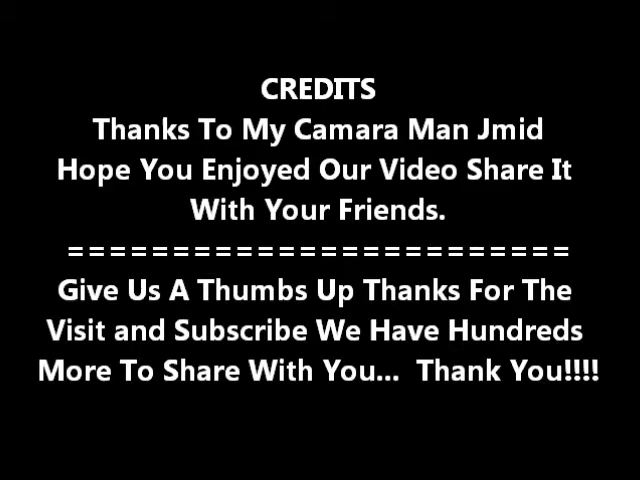 CREDITS
Thanks To My Camara Man Jmid
Hope You Enjoyed Our Video Share It
With Your Friends.
========================
Give Us A Thumbs Up Thanks For The
Visit and Subscribe We Have Hundreds
More To Share With You...  Thank You!!!!